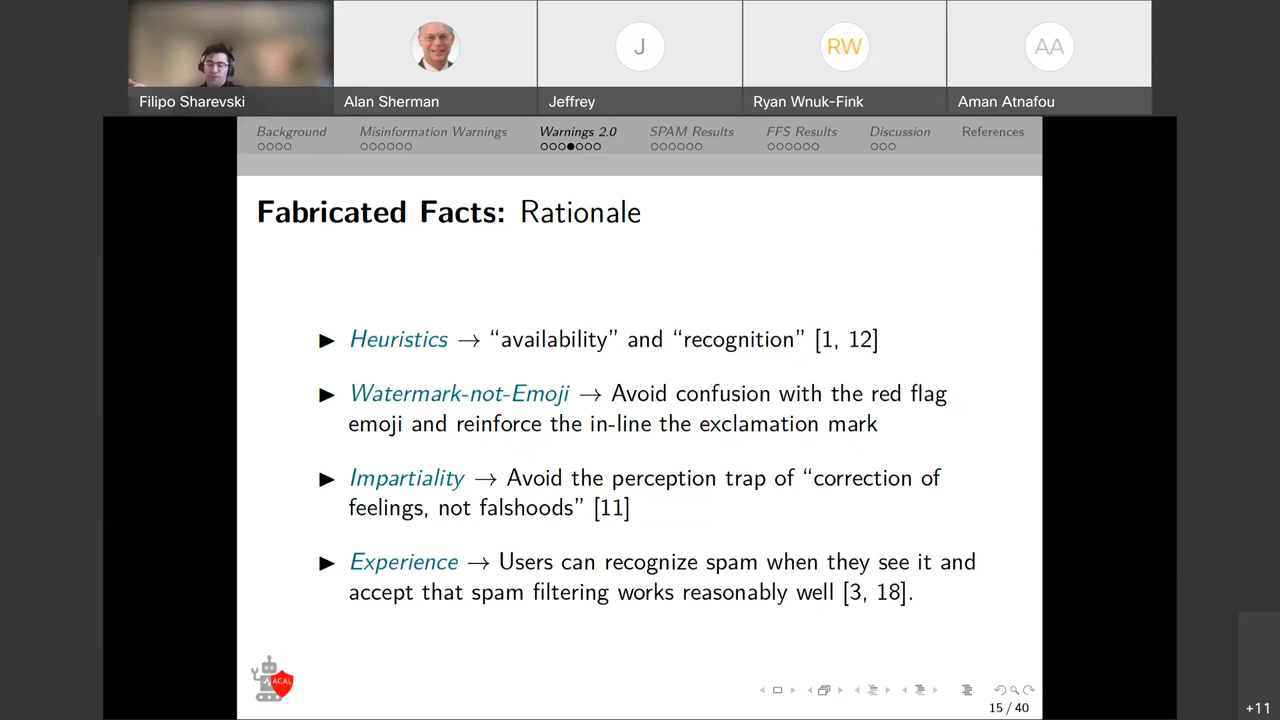 J
RW
AA
Filipo Sharevski
Alan Sherman
Jeffrey
Ryan Wnuk-Fink
Aman Atnafou
Background
Misinformation Warnings
Warnings 2.0
SPAM Results
FFS Results
Discussion
References
Fabricated Facts: Rationale
► Heuristics → “availability” and “recognition” [1, 12]
► Watermark-not-Emoji → Avoid confusion with the red flag
emoji and reinforce the in-line the exclamation mark
► Impartiality → Avoid the perception trap of “correction of
feelings, not falshoods” [11]
► Experience → Users can recognize spam when they see it and
accept that spam filtering works reasonably well [3, 18].
ACAL
15 / 40
+11